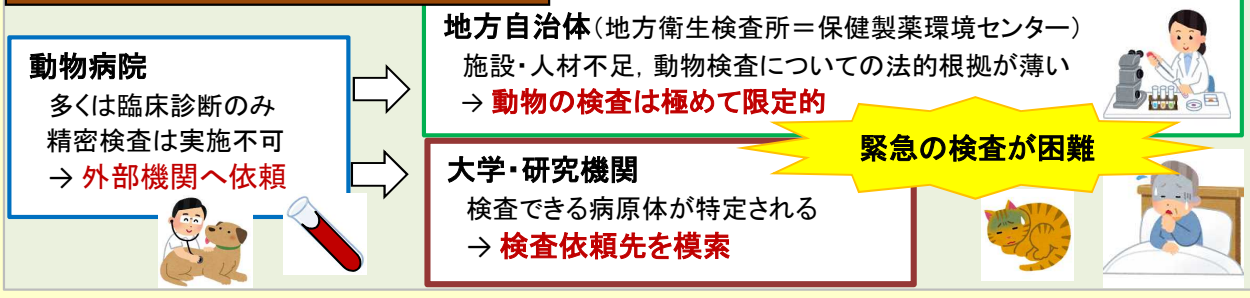 動物病院
多くは臨床診断のみ
精密検査は実施不可
→ 外部機関へ依頼
地方自治体(地方衛生検査所=保健製薬環境センター)
施設・人材不足, 動物検査についての法的根拠が薄い
→ 動物の検査は極めて限定的
緊急の検査が困難
大学・研究機関
検査できる病原体が特定される
→ 検査依頼先を模索